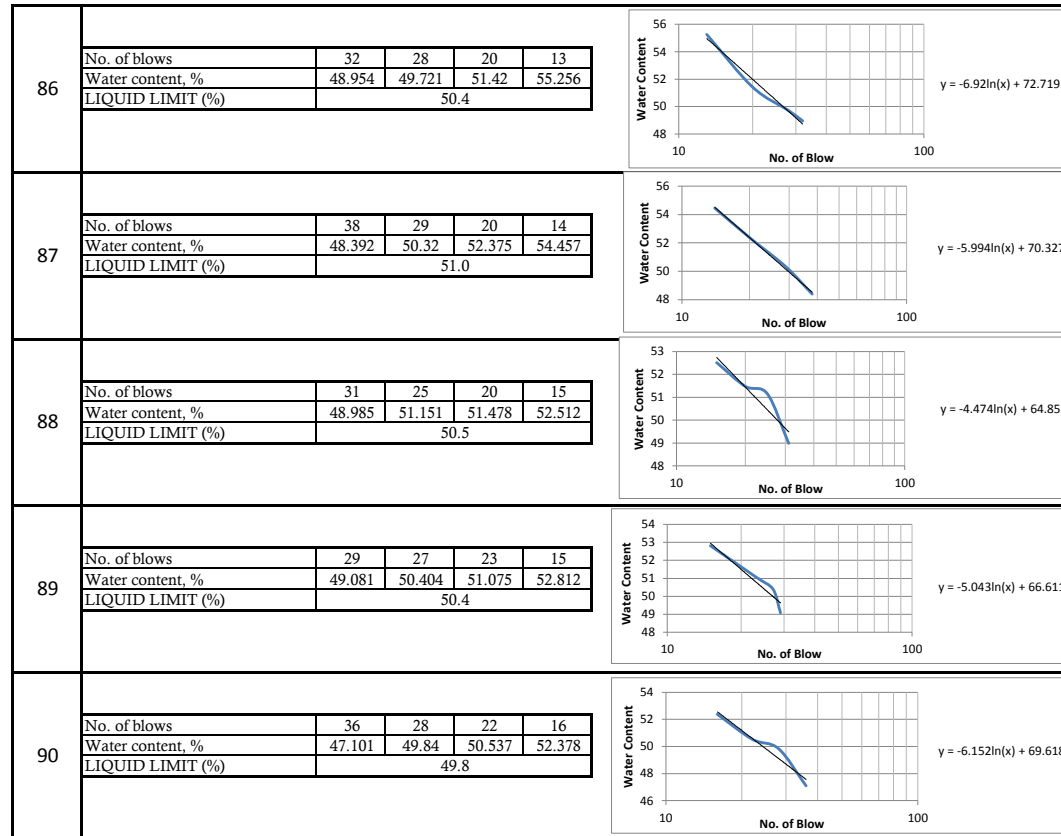 86
No. of blows 32 28 20 13
Water content, % 48.954 49.721 51.42 55.256
LIQUID LIMIT (%) 50.4
56
54
52
50
48
10 100
Water Content
No. of Blow
y = -6.92ln(x) + 72.719
87
No. of blows 38 29 20 14
Water content, % 48.392 50.32 52.375 54.457
LIQUID LIMIT (%) 51.0
56
54
52
50
48
10 100
Water Content
No. of Blow
y = -5.994ln(x) + 70.327
88
No. of blows 31 25 20 15
Water content, % 48.985 51.151 51.478 52.512
LIQUID LIMIT (%) 50.5
53
52
51
50
49
48
10 100
Water Content
No. of Blow
y = -4.474ln(x) + 64.85
89
No. of blows 29 27 23 15
Water content, % 49.081 50.404 51.075 52.812
LIQUID LIMIT (%) 50.4
54
53
52
51
50
49
48
10 100
Water Content
No. of Blow
y = -5.043ln(x) + 66.611
90
No. of blows 36 28 22 16
Water content, % 47.101 49.84 50.537 52.378
LIQUID LIMIT (%) 49.8
54
52
50
48
46
10 100
Water Content
No. of Blow
y = -6.152ln(x) + 69.618